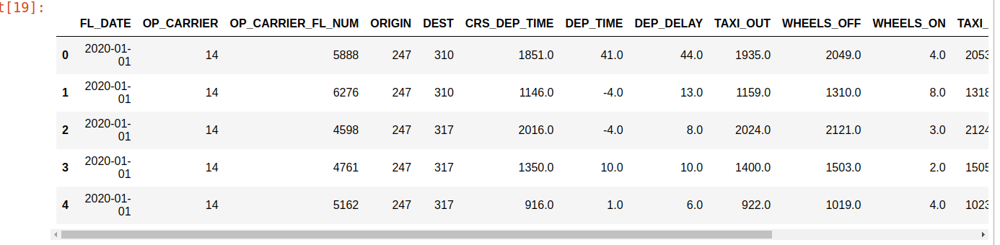 t[19]:
FL_DATE OP_CARRIER OP_CARRIER_FL_NUM ORIGIN DEST CRS_DEP_TIME DEP_TIME DEP_DELAY TAXI_OUT WHEELS_OFF WHEELS_ON TAXI_
0 2020-01-01 14 5888 247 310 1851.0 41.0 44.0 1935.0 2049.0 4.0 2053
1 2020-01-01 14 6276 247 310 1146.0 -4.0 13.0 1159.0 1310.0 8.0 1318
2 2020-01-01 14 4598 247 317 2016.0 -4.0 8.0 2024.0 2121.0 3.0 2124
3 2020-01-01 14 4761 247 317 1350.0 10.0 10.0 1400.0 1503.0 2.0 1505
4 2020-01-01 14 5162 247 317 916.0 1.0 6.0 922.0 1019.0 4.0 1023